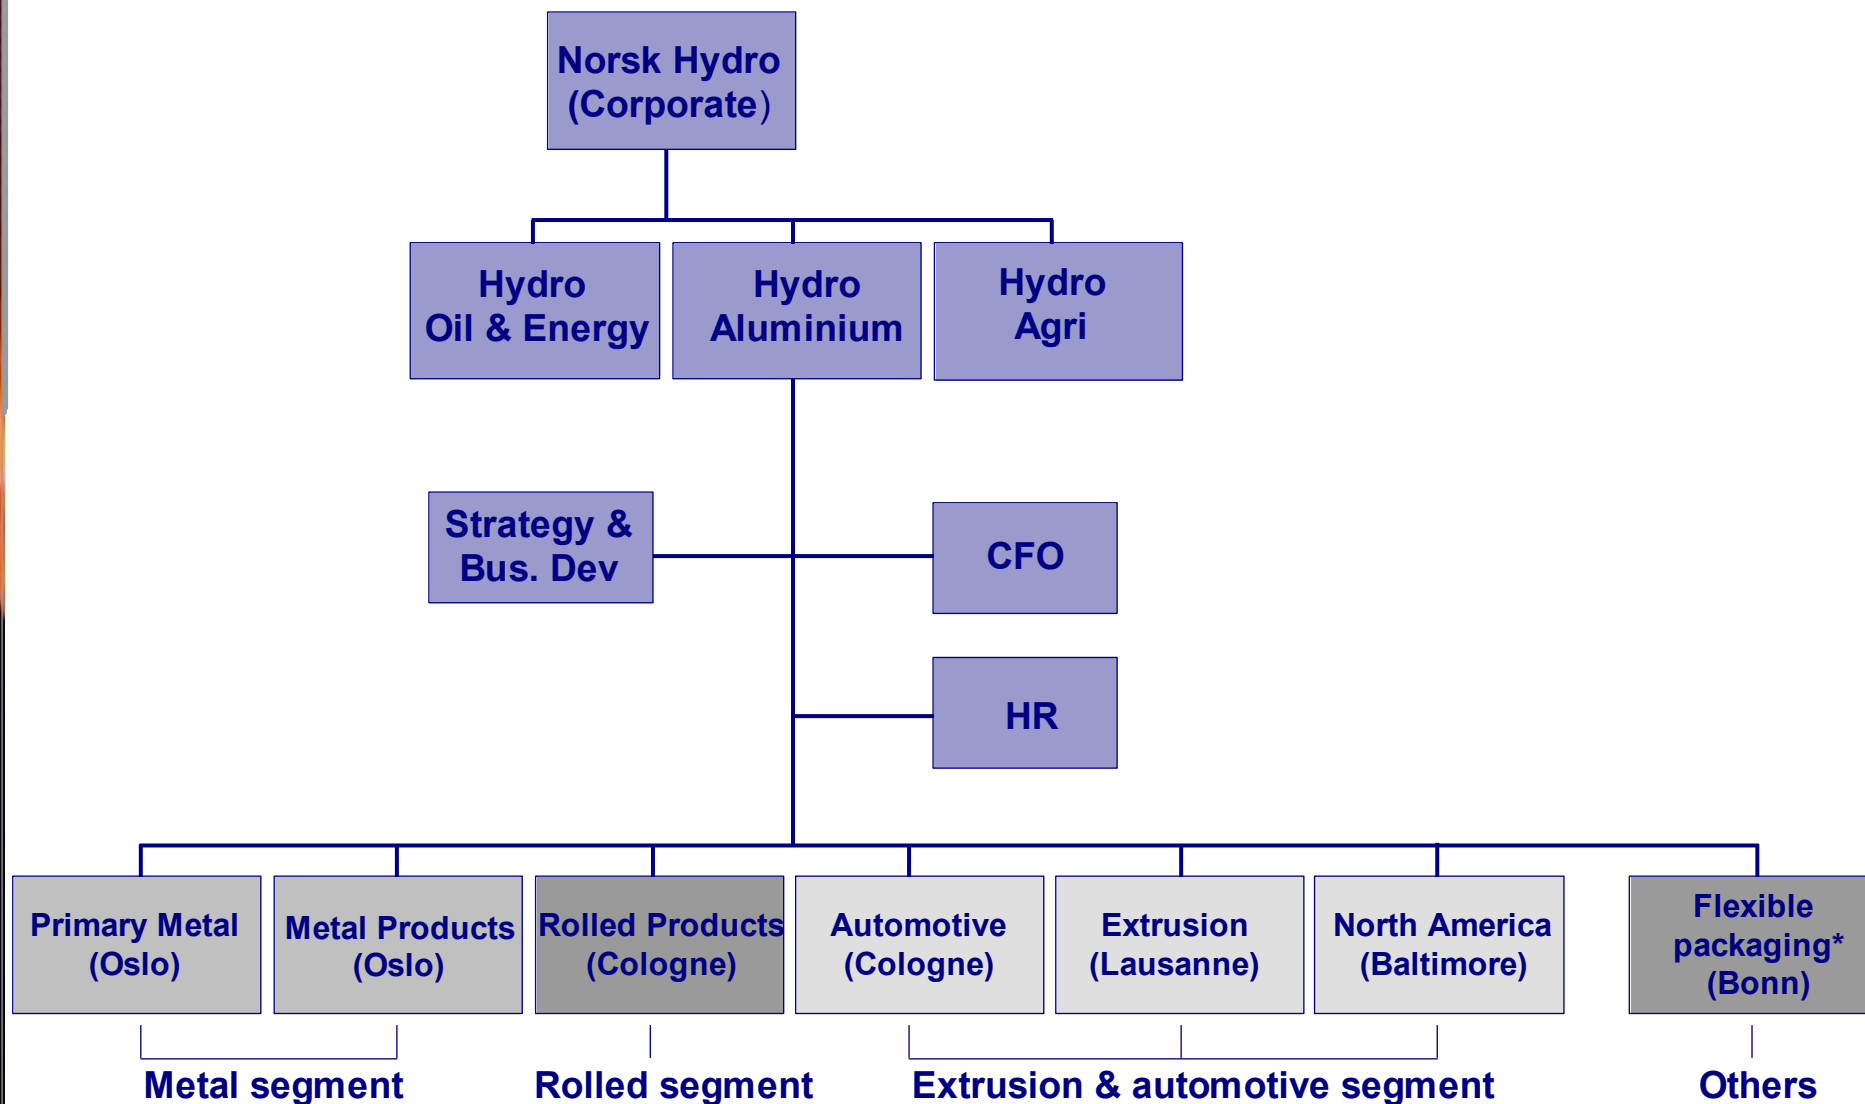 Norsk Hydro
(Corporate)
Hydro
Oil & Energy
Hydro
Aluminium
Hydro
Agri
Strategy &
Bus. Dev
CFO
HR
Primary Metal
(Oslo)
Metal Products
(Oslo)
Rolled Products
(Cologne)
Automotive
(Cologne)
Extrusion
(Lausanne)
North America
(Baltimore)
Flexible
packaging*
(Bonn)
Metal segment
Rolled segment
Extrusion & automotive segment
Others